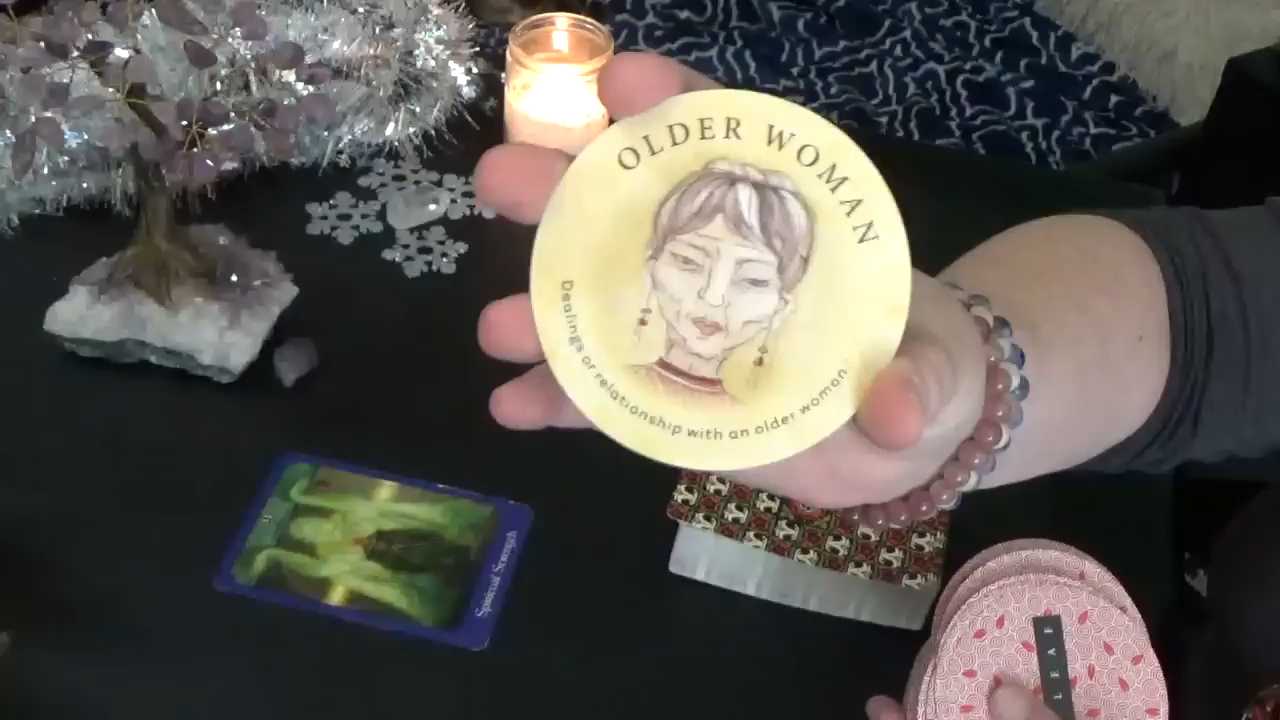 OLDER WOMAN
Dealings or relationship with an older woman
Spiritual Strength
LEAF